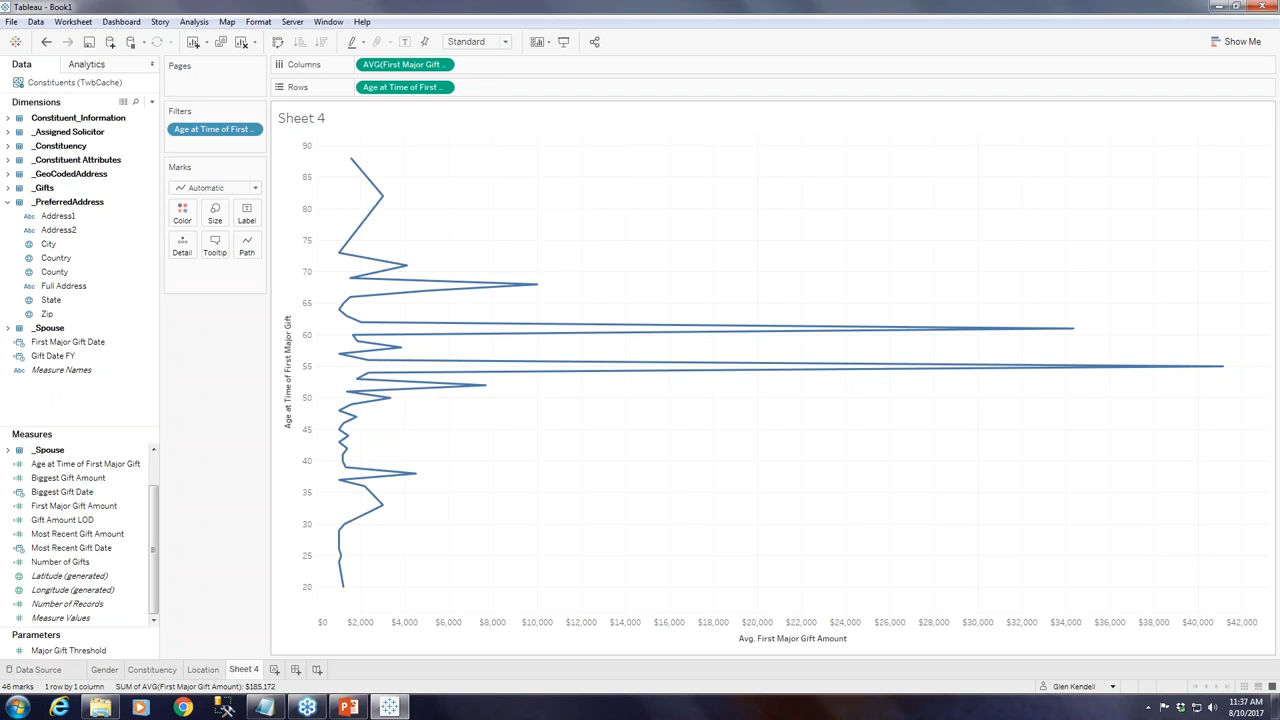 Tableau - Book1
File Data Worksheet Dashboard Story Analysis Map Format Server Window Help
Standard
Show Me
Data
Analytics
Constituents (TwbCache)
Dimensions
Constituent_Information
_Assigned Solicitor
_Constituency
_Constituent Attributes
_GeoCodedAddress
_Gifts
_PreferredAddress
Abc Address1
Abc Address2
City
Country
County
Abc Full Address
State
Zip
_Spouse
First Major Gift Date
Gift Date FY
Abc Measure Names
Measures
_Spouse
Age at Time of First Major Gift
Biggest Gift Amount
Biggest Gift Date
First Major Gift Amount
Gift Amount LOD
Most Recent Gift Amount
Most Recent Gift Date
Number of Gifts
Latitude (generated)
Longitude (generated)
Number of Records
Measure Values
Parameters
Major Gift Threshold
Pages
Filters
Age at Time of First ..
Marks
Automatic
Color Size Label
Detail Tooltip Path
Columns AVG(First Major Gift ..
Rows Age at Time of First ..
Sheet 4
90
85
80
75
70
65
60
55
50
45
40
35
30
25
20
Age at Time of First Major Gift
$0 $2,000 $4,000 $6,000 $8,000 $10,000 $12,000 $14,000 $16,000 $18,000 $20,000 $22,000 $24,000 $26,000 $28,000 $30,000 $32,000 $34,000 $36,000 $38,000 $40,000 $42,000
Avg. First Major Gift Amount
Data Source Gender Constituency Location Sheet 4
46 marks 1 row by 1 column SUM of AVG(First Major Gift Amount): $185,172
Glen Kendell
11:37 AM
8/10/2017